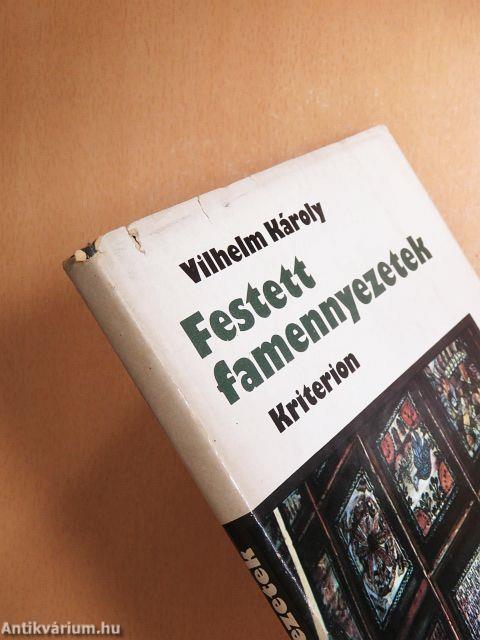 Vilhelm Károly
Festett
famennyezetek
Kriterion
ezetek
Antikvárium.hu